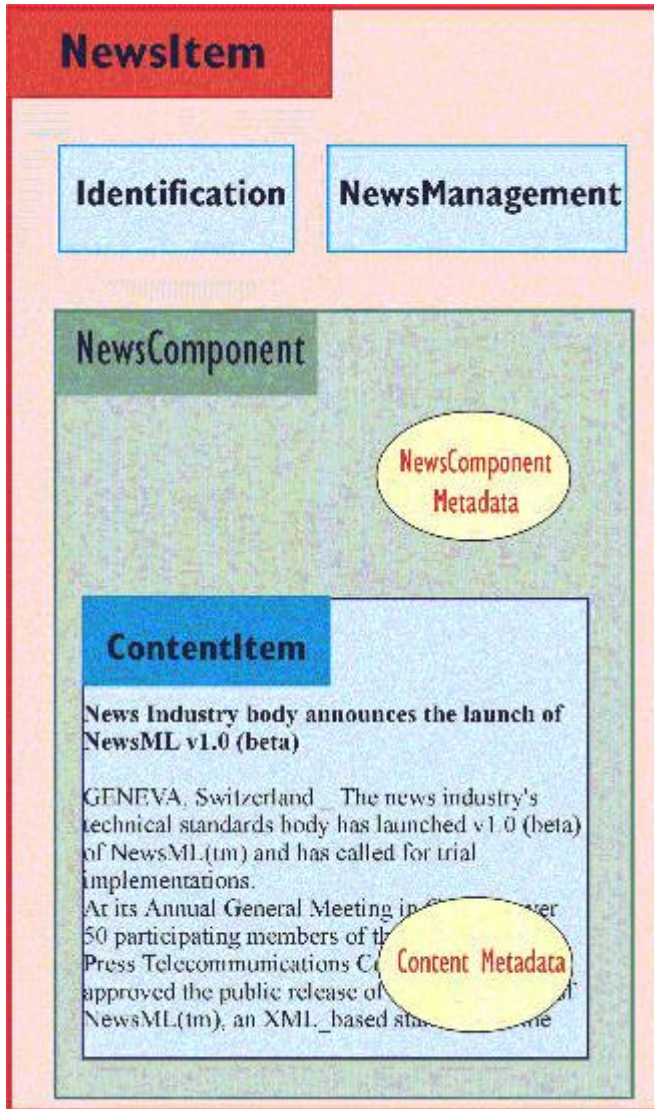 NewsItem
Identification
NewsManagement
NewsComponent
NewsComponent
Metadata
ContentItem
News Industry body announces the launch of
NewsML v1.0 (beta)
GENEVA, Switzerland _ The news industry's
technical standards body has launched v1.0 (beta)
of NewsML(tm) and has called for trial
implementations.
At its Annual General Meeting in
50 participating members of
Press Telecommunications
approved the public release of
NewsML(tm), an XML_based
Content Metadata